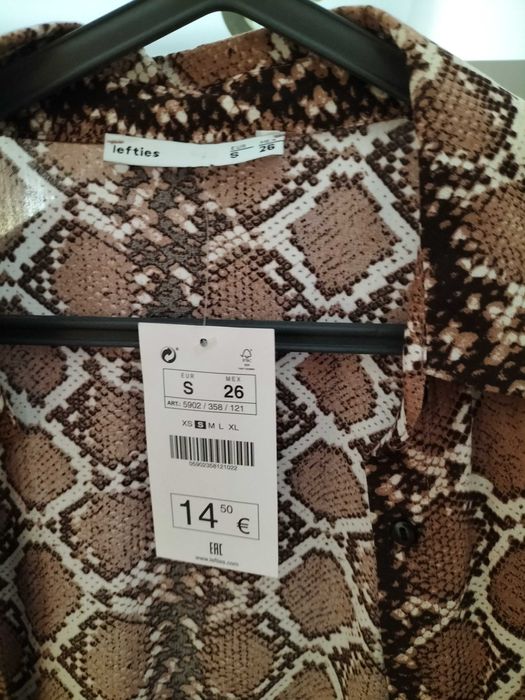 lefties
EUR MEX
S 26
EUR MEX
S 26
ART.: 5902 / 358 / 121
XS S M L XL
05902358121022
14 50 €
EAC
www.lefties.com